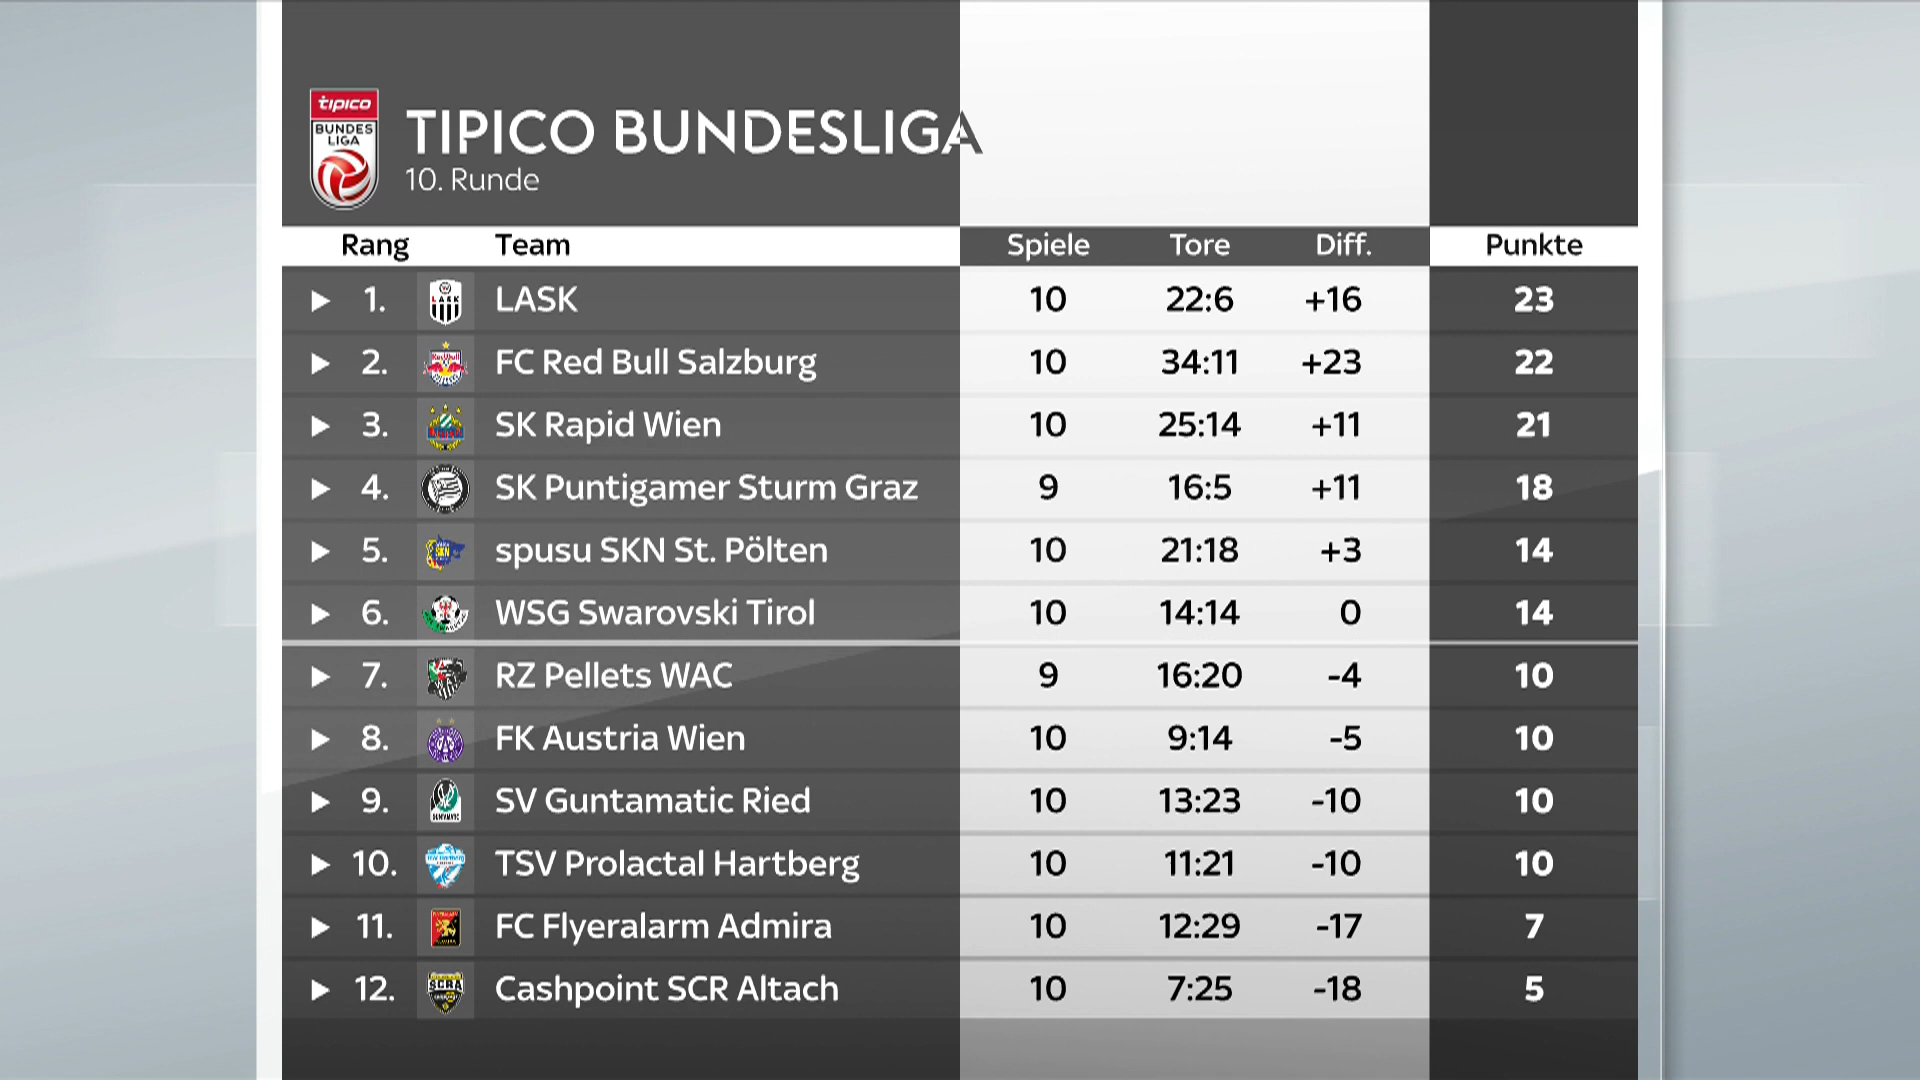 tipico
BUNDES
LIGA
TIPICO BUNDESLIGA
10. Runde
Rang Team Spiele Tore Diff. Punkte
1. LASK 10 22:6 +16 23
2. FC Red Bull Salzburg 10 34:11 +23 22
3. SK Rapid Wien 10 25:14 +11 21
4. SK Puntigamer Sturm Graz 9 16:5 +11 18
5. spusu SKN St. Pölten 10 21:18 +3 14
6. WSG Swarovski Tirol 10 14:14 0 14
7. RZ Pellets WAC 9 16:20 -4 10
8. FK Austria Wien 10 9:14 -5 10
9. SV Guntamatic Ried 10 13:23 -10 10
10. TSV Prolactal Hartberg 10 11:21 -10 10
11. FC Flyeralarm Admira 10 12:29 -17 7
12. Cashpoint SCR Altach 10 7:25 -18 5